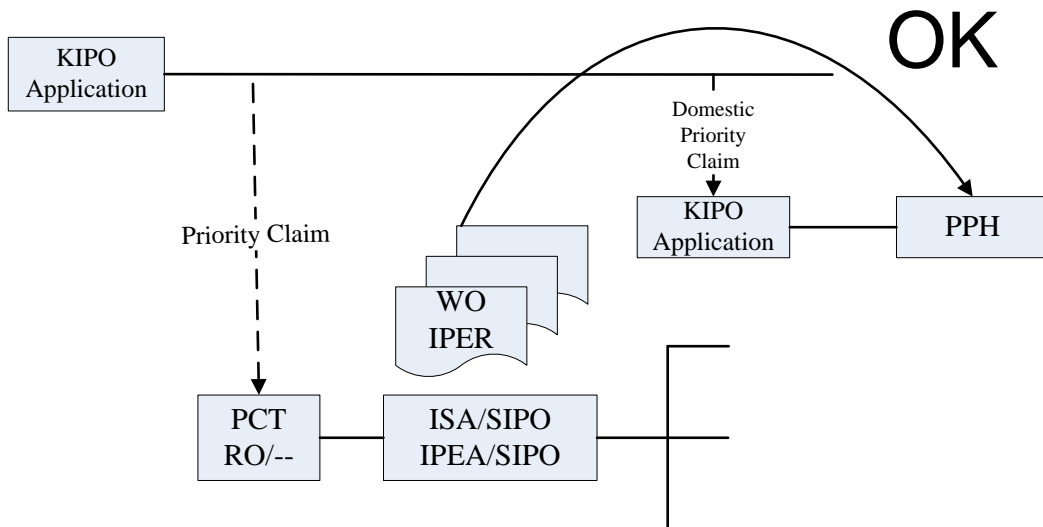 OK
KIPO
Application
Domestic
Priority
Claim
KIPO
Application
PPH
Priority Claim
WO
IPER
PCT
RO/--
ISA/SIPO
IPEA/SIPO